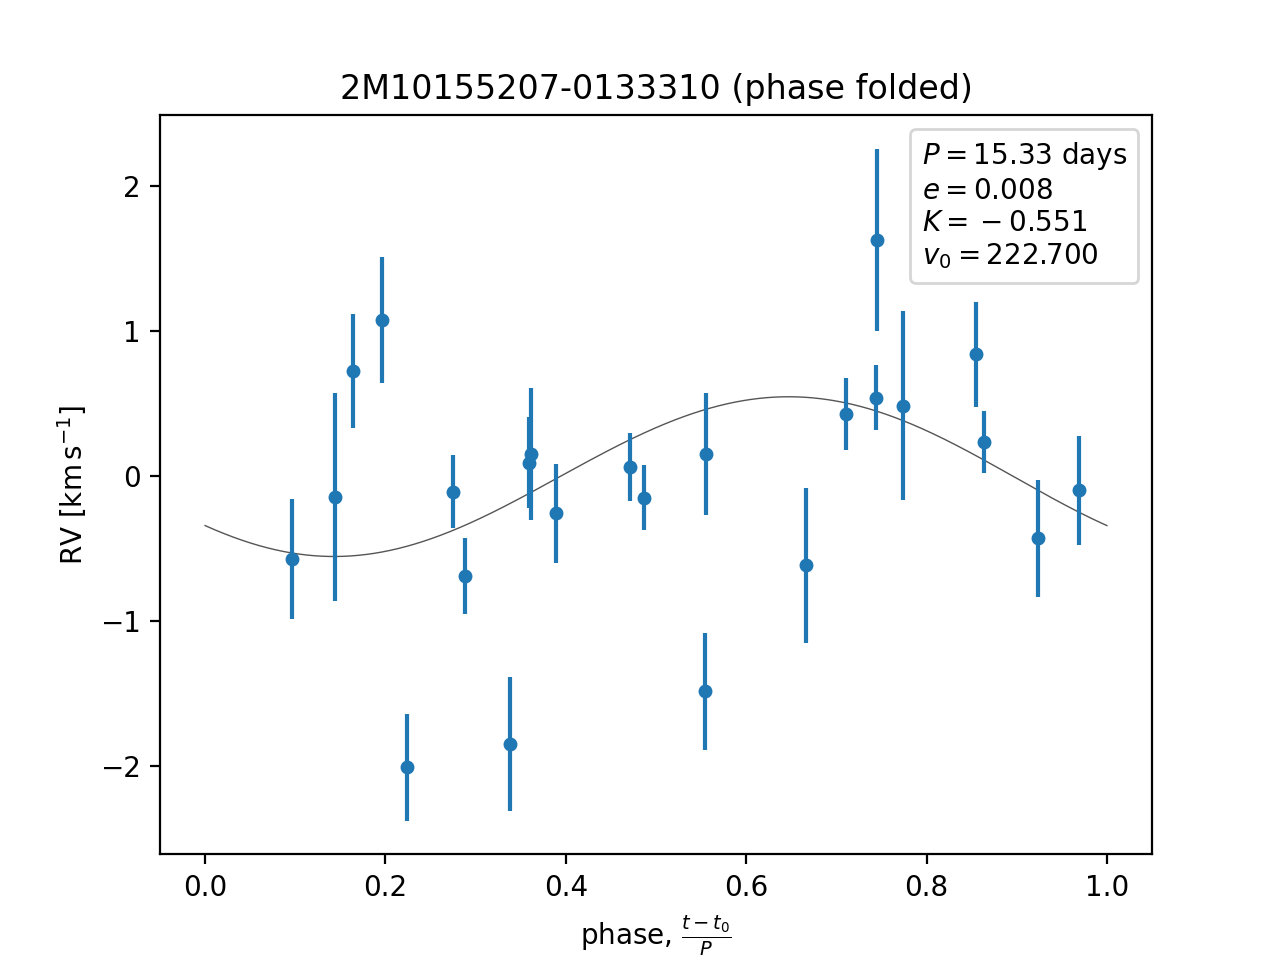 2M10155207-0133310 (phase folded)
P = 15.33 days
e = 0.008
K = −0.551
v₀ = 222.700
2
1
0
−1
−2
RV [km s⁻¹]
0.0 0.2 0.4 0.6 0.8 1.0
phase, (t − t₀)/P